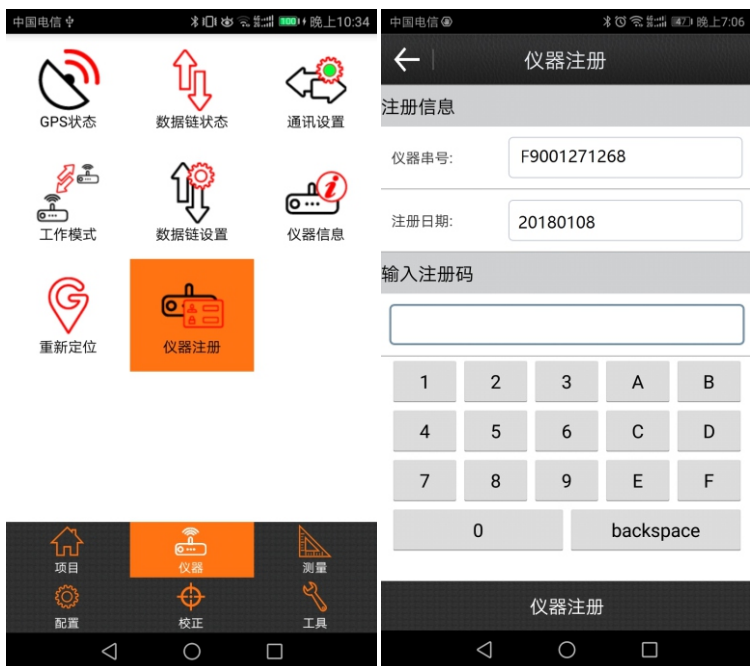 中国电信
100
晚上10:34
GPS状态
数据链状态
通讯设置
工作模式
数据链设置
仪器信息
重新定位
仪器注册
项目
仪器
测量
配置
校正
工具
中国电信
47
晚上7:06
仪器注册
注册信息
仪器串号:
F9001271268
注册日期:
20180108
输入注册码
1 2 3 A B
4 5 6 C D
7 8 9 E F
0 backspace
仪器注册